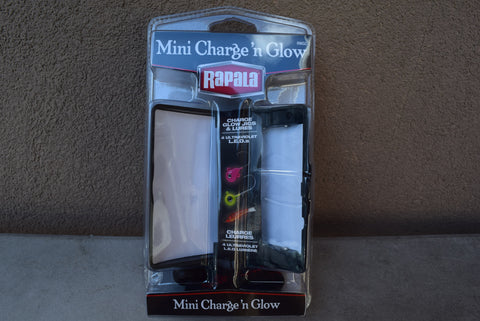 Mini Charge 'n Glow
RAPALA
CHARGE
GLOW JIGS
& LURES
4 ULTRAVIOLET
L.E.D.s
CHARGE
LEURRES
4 ULTRAVIOLET
Mini Charge 'n Glow